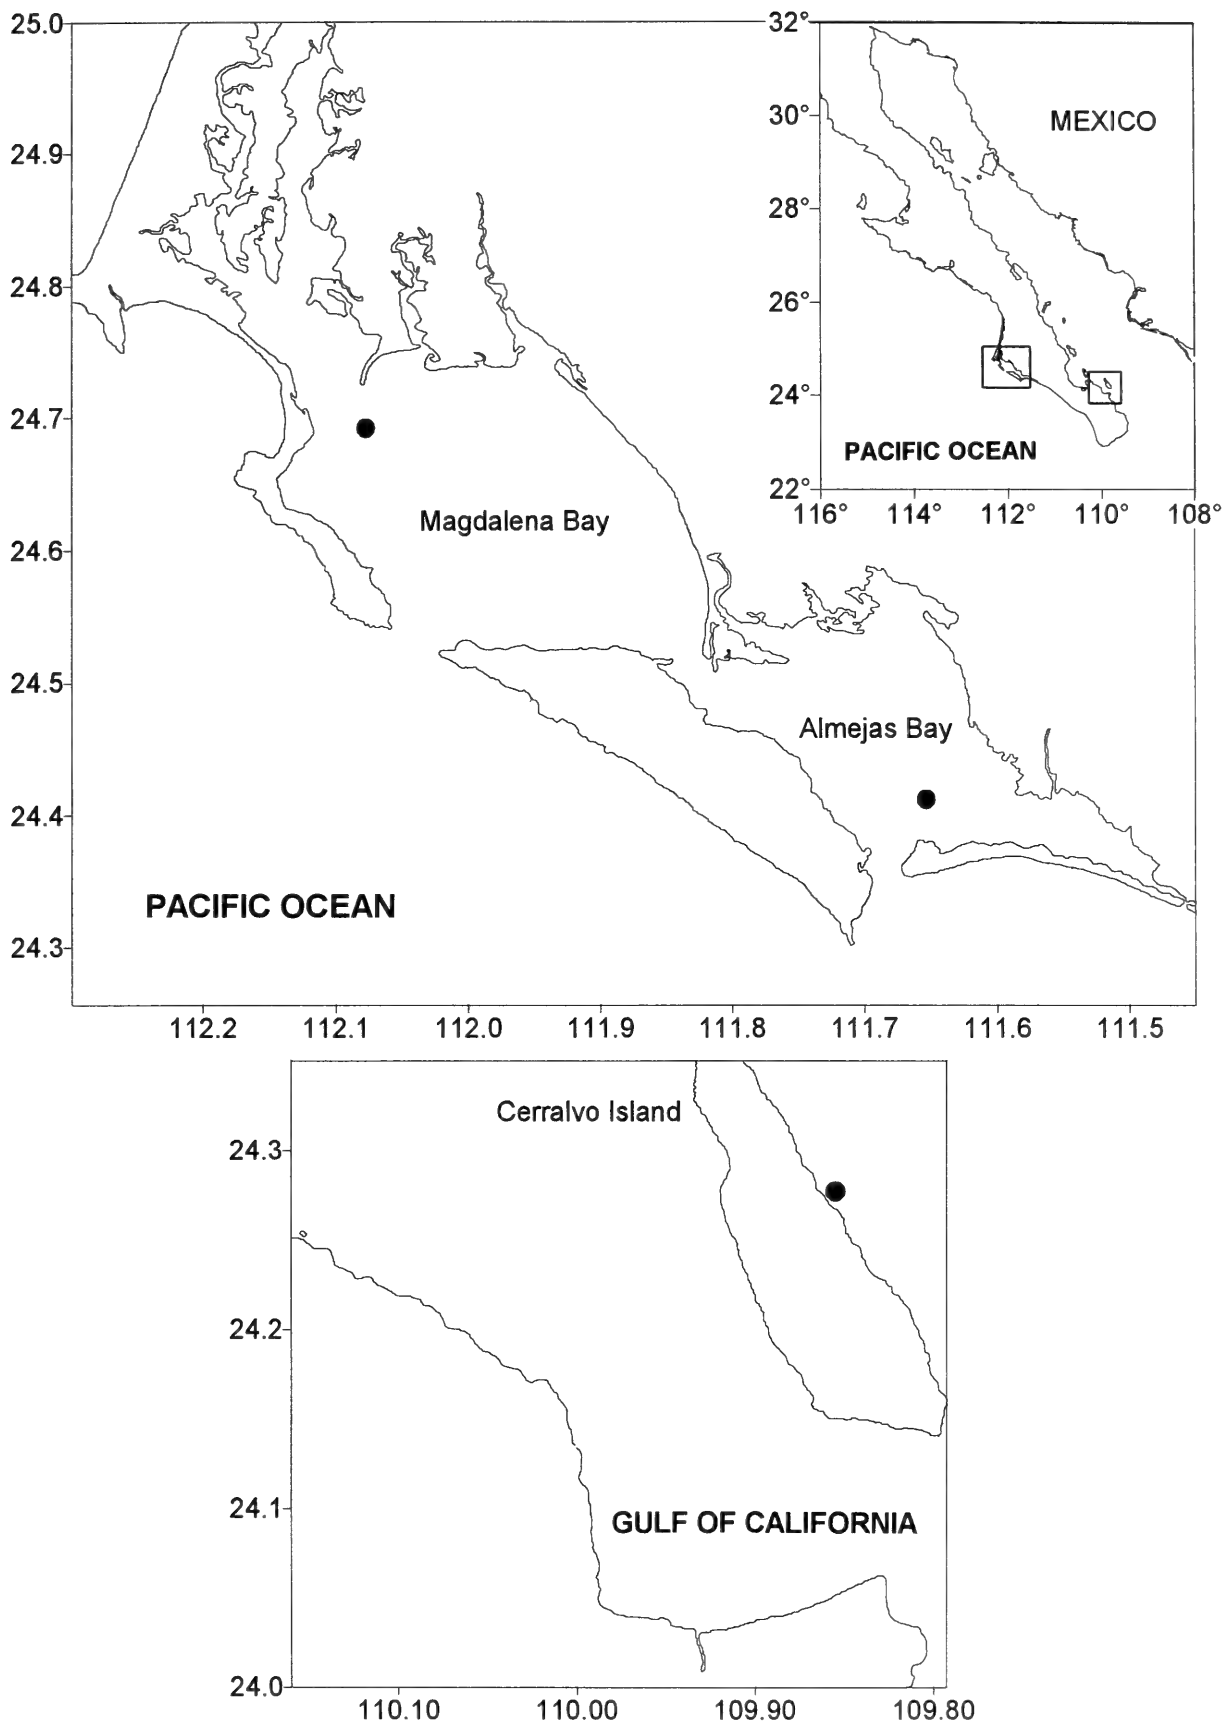 25.0
24.9
24.8
24.7
24.6
24.5
24.4
24.3
Magdalena Bay
Almejas Bay
PACIFIC OCEAN
112.2 112.1 112.0 111.9 111.8 111.7 111.6 111.5
32°
30°
28°
26°
24°
22°
MEXICO
PACIFIC OCEAN
116° 114° 112° 110° 108°
Cerralvo Island
24.3
24.2
24.1
24.0
GULF OF CALIFORNIA
110.10 110.00 109.90 109.80